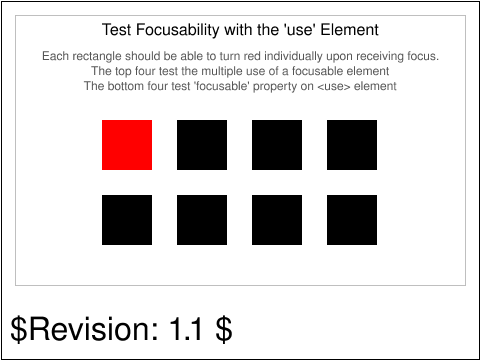 Test Focusability with the 'use' Element
Each rectangle should be able to turn red individually upon receiving focus.
The top four test the multiple use of a focusable element
The bottom four test 'focusable' property on <use> element
$Revision: 1.1 $